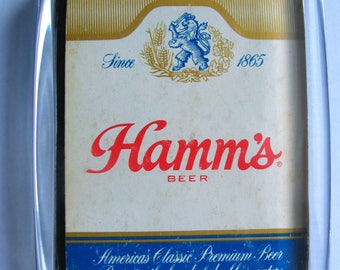 Since 1865
Hamm's®
BEER
America's Classic Premium Beer